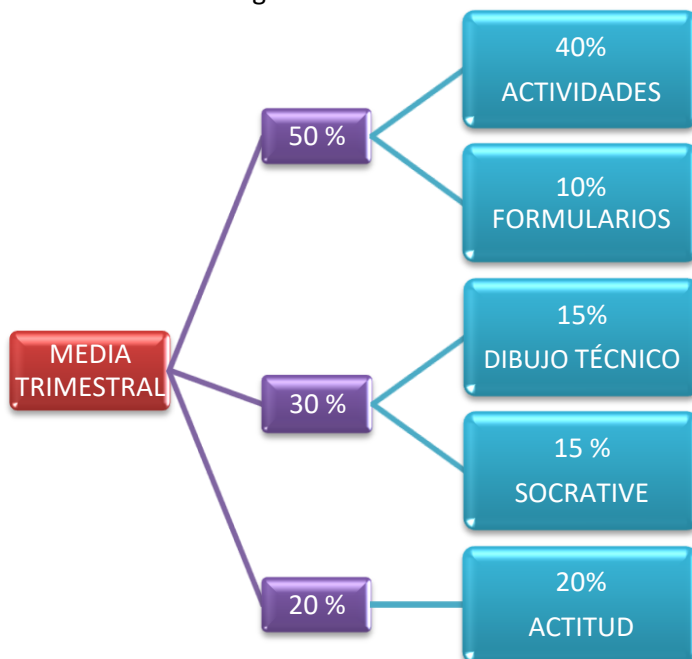 40%
ACTIVIDADES
50 %
10%
FORMULARIOS
MEDIA
TRIMESTRAL
15%
DIBUJO TÉCNICO
30 %
15 %
SOCRATIVE
20 %
20%
ACTITUD